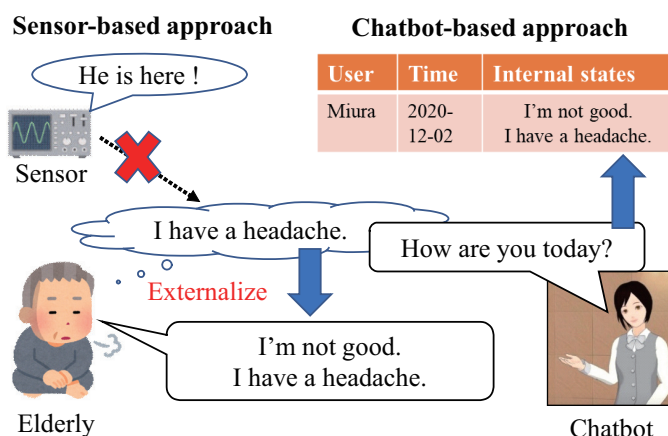 Sensor-based approach
Chatbot-based approach
He is here !
User Time Internal states
Miura 2020-
12-02 I'm not good.
I have a headache.
Sensor
I have a headache.
How are you today?
Externalize
I'm not good.
I have a headache.
Elderly
Chatbot